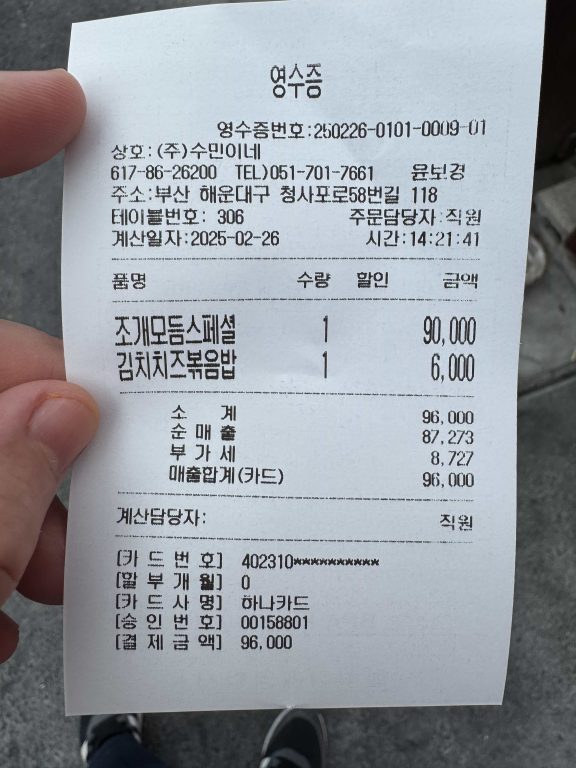 영수증
영수증번호:250226-0101-0009-01
상호:(주)수민이네
617-86-26200 TEL)051-701-7661 윤보경
주소:부산 해운대구 청사포로58번길 118
테이블번호: 306 주문담당자:직원
계산일자:2025-02-26 시간:14:21:41
품명 수량 할인 금액
조개모듬스페셜 1 90,000
김치치즈볶음밥 1 6,000
소 계 96,000
순 매 출 87,273
부 가 세 8,727
매출합계(카드) 96,000
계산담당자: 직원
[카 드 번 호] 402310**********
[할 부 개 월] 0
[카 드 사 명] 하나카드
[승 인 번 호] 00158801
[결 제 금 액] 96,000